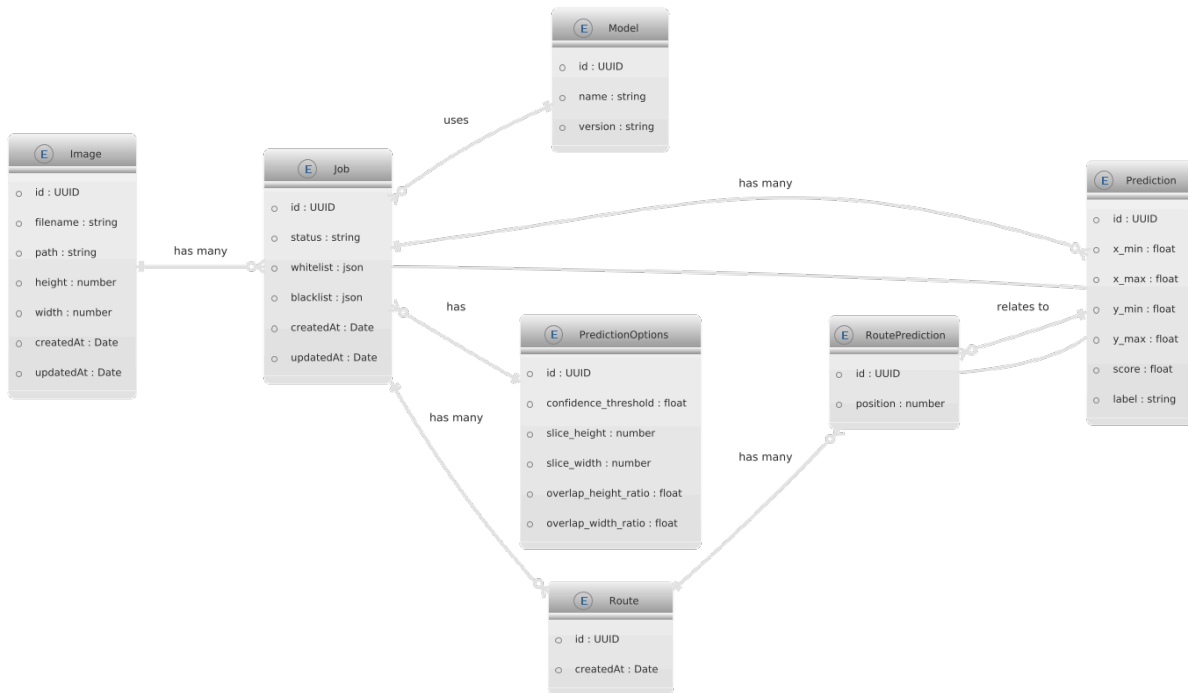 E Model
id : UUID
name : string
version : string
uses
E Image
id : UUID
filename : string
path : string
height : number
width : number
createdAt : Date
updatedAt : Date
has many
E Job
id : UUID
status : string
whitelist : json
blacklist : json
createdAt : Date
updatedAt : Date
has many
E Prediction
id : UUID
x_min : float
x_max : float
y_min : float
y_max : float
score : float
label : string
has
relates to
E PredictionOptions
id : UUID
confidence_threshold : float
slice_height : number
slice_width : number
overlap_height_ratio : float
overlap_width_ratio : float
E RoutePrediction
id : UUID
position : number
has many
has many
E Route
id : UUID
createdAt : Date